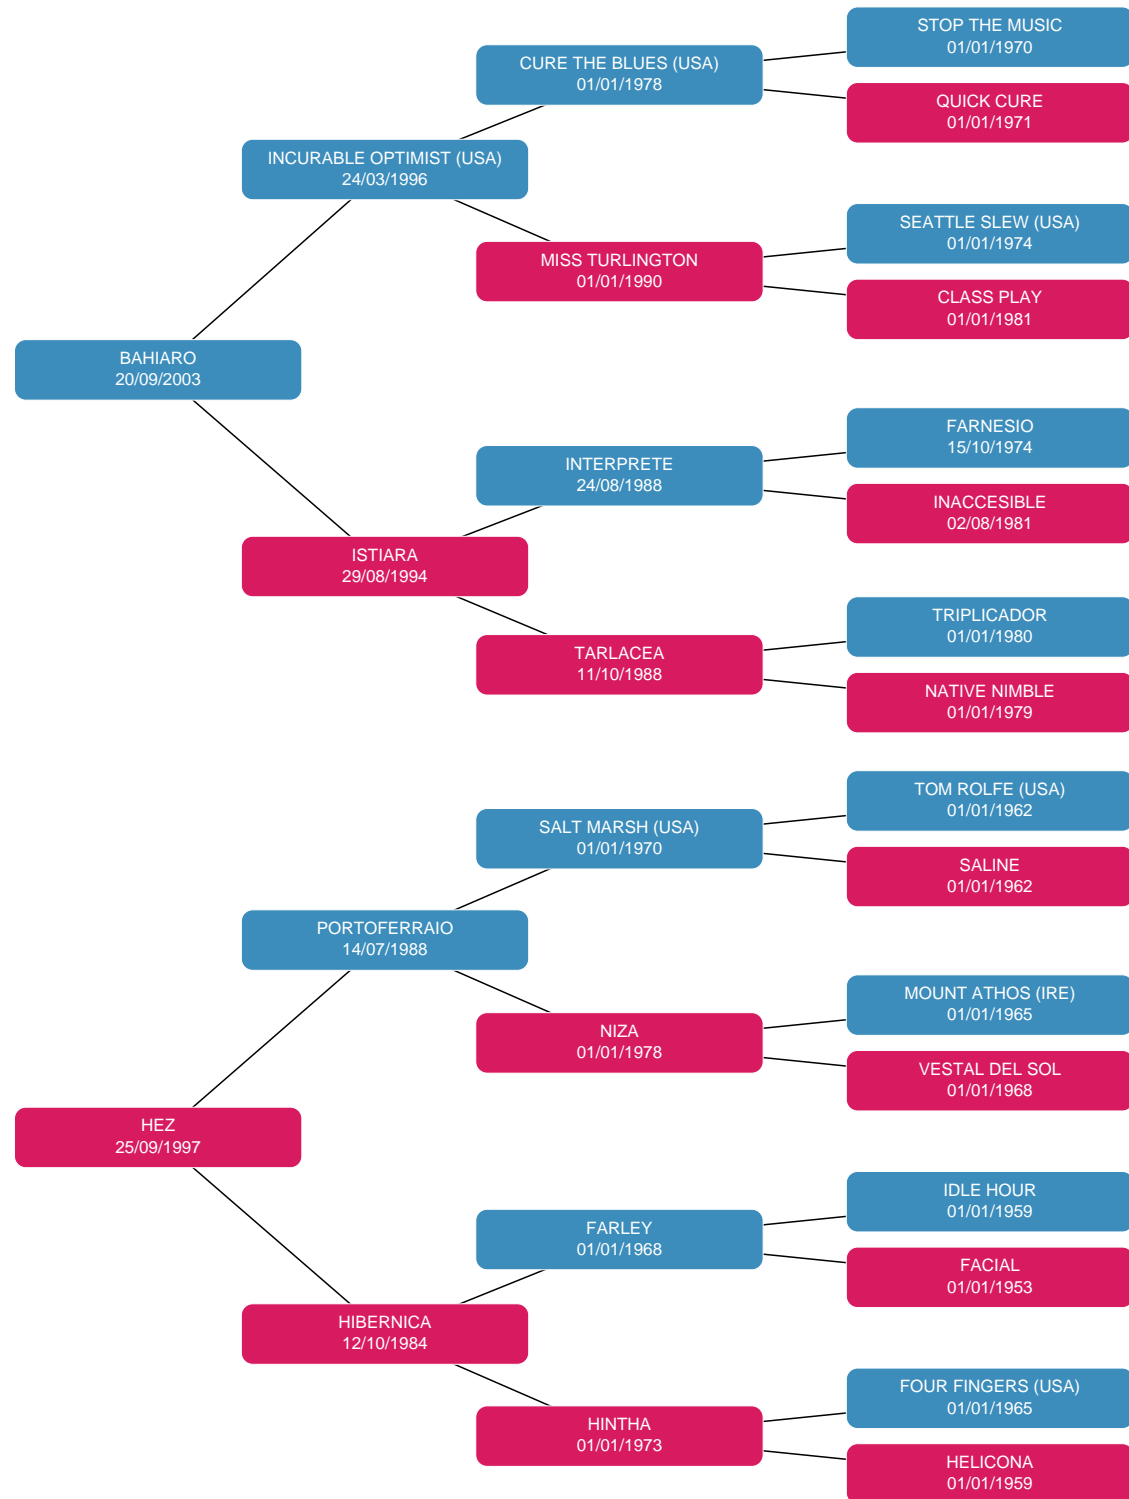 STOP THE MUSIC
01/01/1970
CURE THE BLUES (USA)
01/01/1978
QUICK CURE
01/01/1971
INCURABLE OPTIMIST (USA)
24/03/1996
SEATTLE SLEW (USA)
01/01/1974
MISS TURLINGTON
01/01/1990
CLASS PLAY
01/01/1981
BAHIARO
20/09/2003
FARNESIO
15/10/1974
INTERPRETE
24/08/1988
INACCESIBLE
02/08/1981
ISTIARA
29/08/1994
TRIPLICADOR
01/01/1980
TARLACEA
11/10/1988
NATIVE NIMBLE
01/01/1979
TOM ROLFE (USA)
01/01/1962
SALT MARSH (USA)
01/01/1970
SALINE
01/01/1962
PORTOFERRAIO
14/07/1988
MOUNT ATHOS (IRE)
01/01/1965
NIZA
01/01/1978
VESTAL DEL SOL
01/01/1968
HEZ
25/09/1997
IDLE HOUR
01/01/1959
FARLEY
01/01/1968
FACIAL
01/01/1953
HIBERNICA
12/10/1984
FOUR FINGERS (USA)
01/01/1965
HINTHA
01/01/1973
HELICONA
01/01/1959